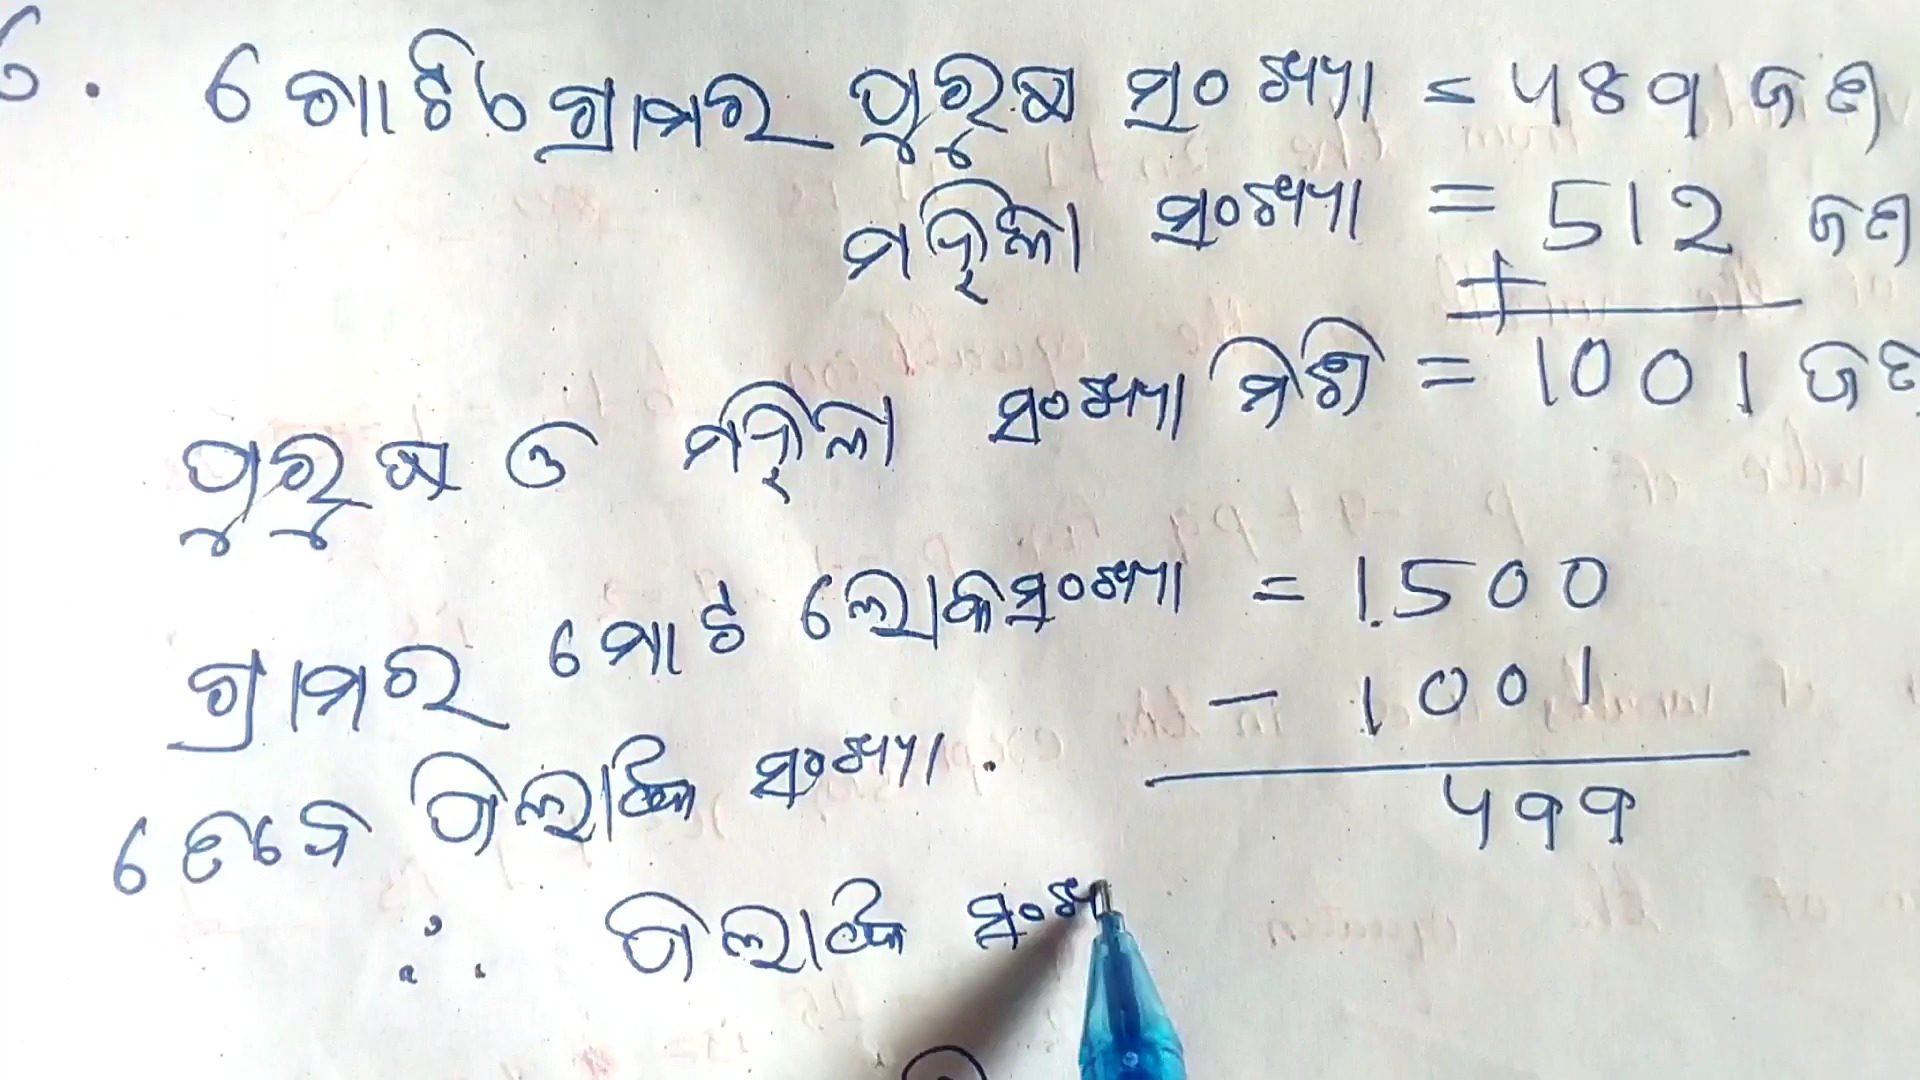 6. ଗୋଟିଏ ଗ୍ରାମର ପୁରୁଷ ସଂଖ୍ୟା = 489 ଜଣ
ମହିଳା ସଂଖ୍ୟା = 512 ଜଣ
+
ପୁରୁଷ ଓ ମହିଳା ସଂଖ୍ୟା ମିଶି = 1001 ଜଣ
ଗ୍ରାମର ମୋଟ ଲୋକସଂଖ୍ୟା = 1500
- 1001
ତେବେ ପିଲାଙ୍କ ସଂଖ୍ୟା . 499
∴ ପିଲାଙ୍କ